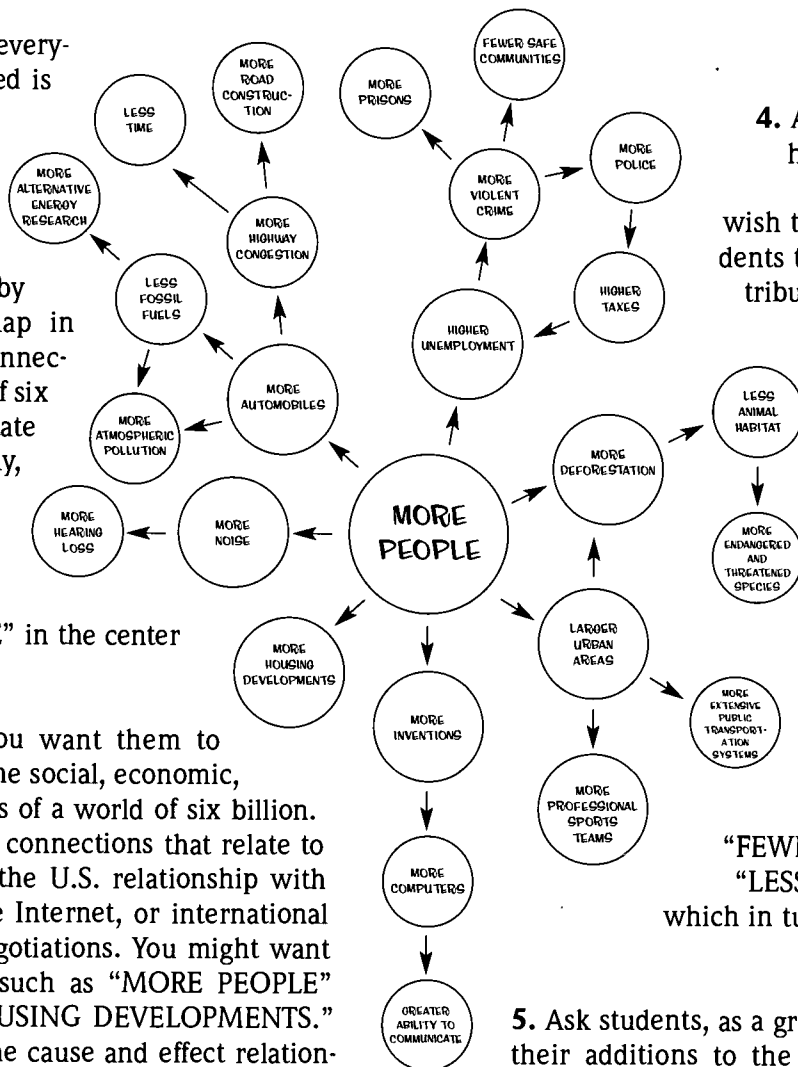 every-
ed is
by
ap in
nnec-
f six
ate
y,
E” in the center
ou want them to
ne social, economic,
s of a world of six billion.
connections that relate to
the U.S. relationship with
e Internet, or international
gotiations. You might want
such as “MORE PEOPLE”
USING DEVELOPMENTS.”
ne cause and effect relation-
MORE
ROAD
CONSTRUC-
TION
LESS
TIME
MORE
ALTERNATIVE
ENERGY
RESEARCH
MORE
HIGHWAY
CONGESTION
LESS
FOSSIL
FUELS
MORE
AUTOMOBILES
MORE
ATMOSPHERIC
POLLUTION
MORE
HEARING
LOSS
MORE
NOISE
MORE
PEOPLE
MORE
HOUSING
DEVELOPMENTS
MORE
INVENTIONS
MORE
COMPUTERS
GREATER
ABILITY TO
COMMUNICATE
FEWER SAFE
COMMUNITIES
MORE
PRISONS
MORE
VIOLENT
CRIME
MORE
POLICE
HIGHER
TAXES
HIGHER
UNEMPLOYMENT
MORE
DEFORESTATION
LESS
ANIMAL
HABITAT
MORE
ENDANGERED
AND
THREATENED
SPECIES
LARGER
URBAN
AREAS
MORE
EXTENSIVE
PUBLIC
TRANSPORT-
ATION
SYSTEMS
MORE
PROFESSIONAL
SPORTS
TEAMS
4. A
h
wish t
dents t
tribu
“FEWE
“LESS
which in tu
5. Ask students, as a gr
their additions to the